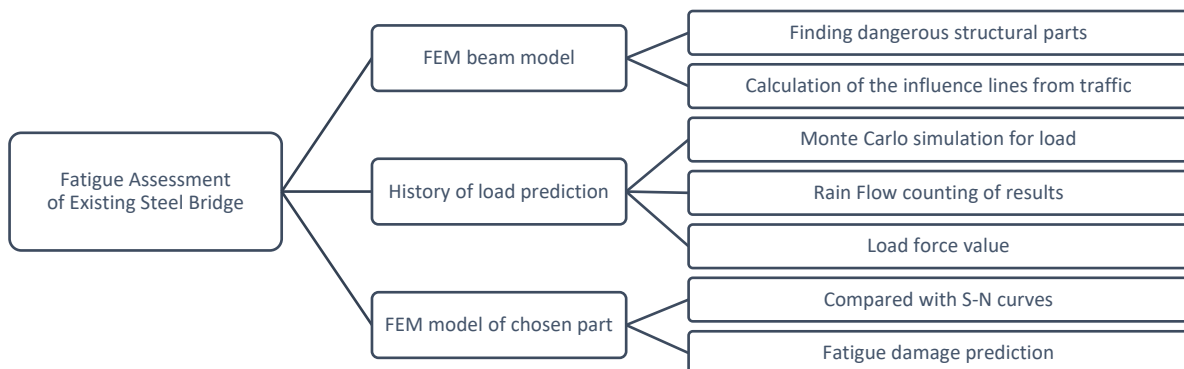 Fatigue Assessment
of Existing Steel Bridge
FEM beam model
Finding dangerous structural parts
Calculation of the influence lines from traffic
History of load prediction
Monte Carlo simulation for load
Rain Flow counting of results
Load force value
FEM model of chosen part
Compared with S-N curves
Fatigue damage prediction